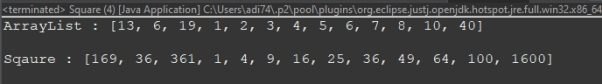 <terminated> Square (4) [Java Application] C:\Users\adi74\.p2\pool\plugins\org.eclipse.justj.openjdk.hotspot.jre.full.win32.x86_64
ArrayList : [13, 6, 19, 1, 2, 3, 4, 5, 6, 7, 8, 10, 40]
Sqaure : [169, 36, 361, 1, 4, 9, 16, 25, 36, 49, 64, 100, 1600]